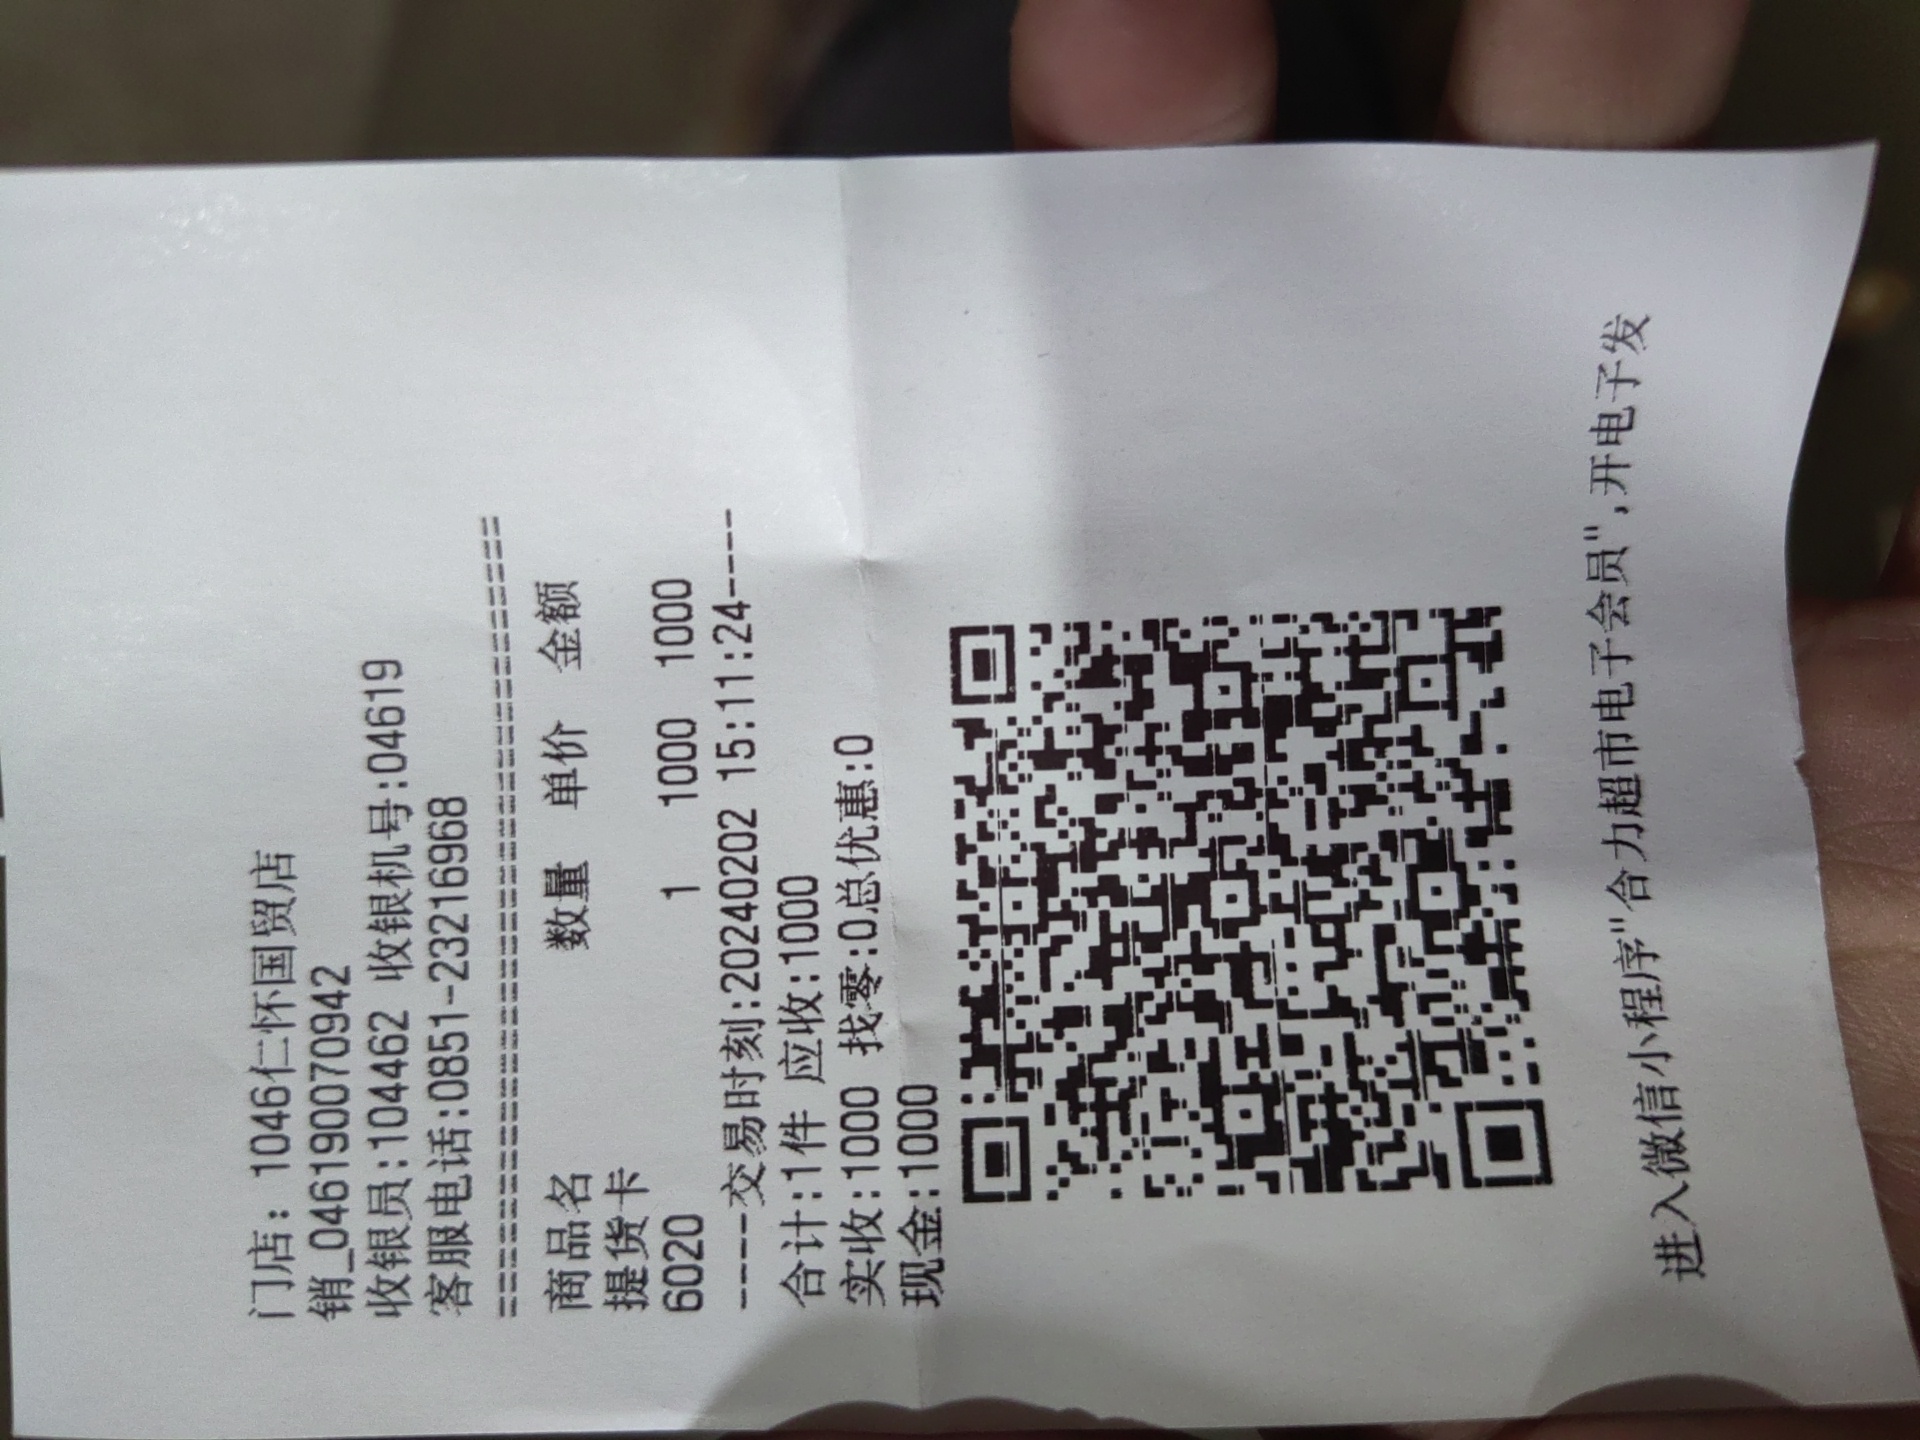 门店: 1046仁怀国贸店
销_046190070942
收银员:104462 收银机号:04619
客服电话:0851-23216968
========================================
商品名 数量 单价 金额
提货卡
6020 1 1000 1000
----交易时刻:20240202 15:11:24----
合计:1件 应收:1000
实收:1000 找零:0总优惠:0
现金:1000
进入微信小程序"合力超市电子会员",开电子发